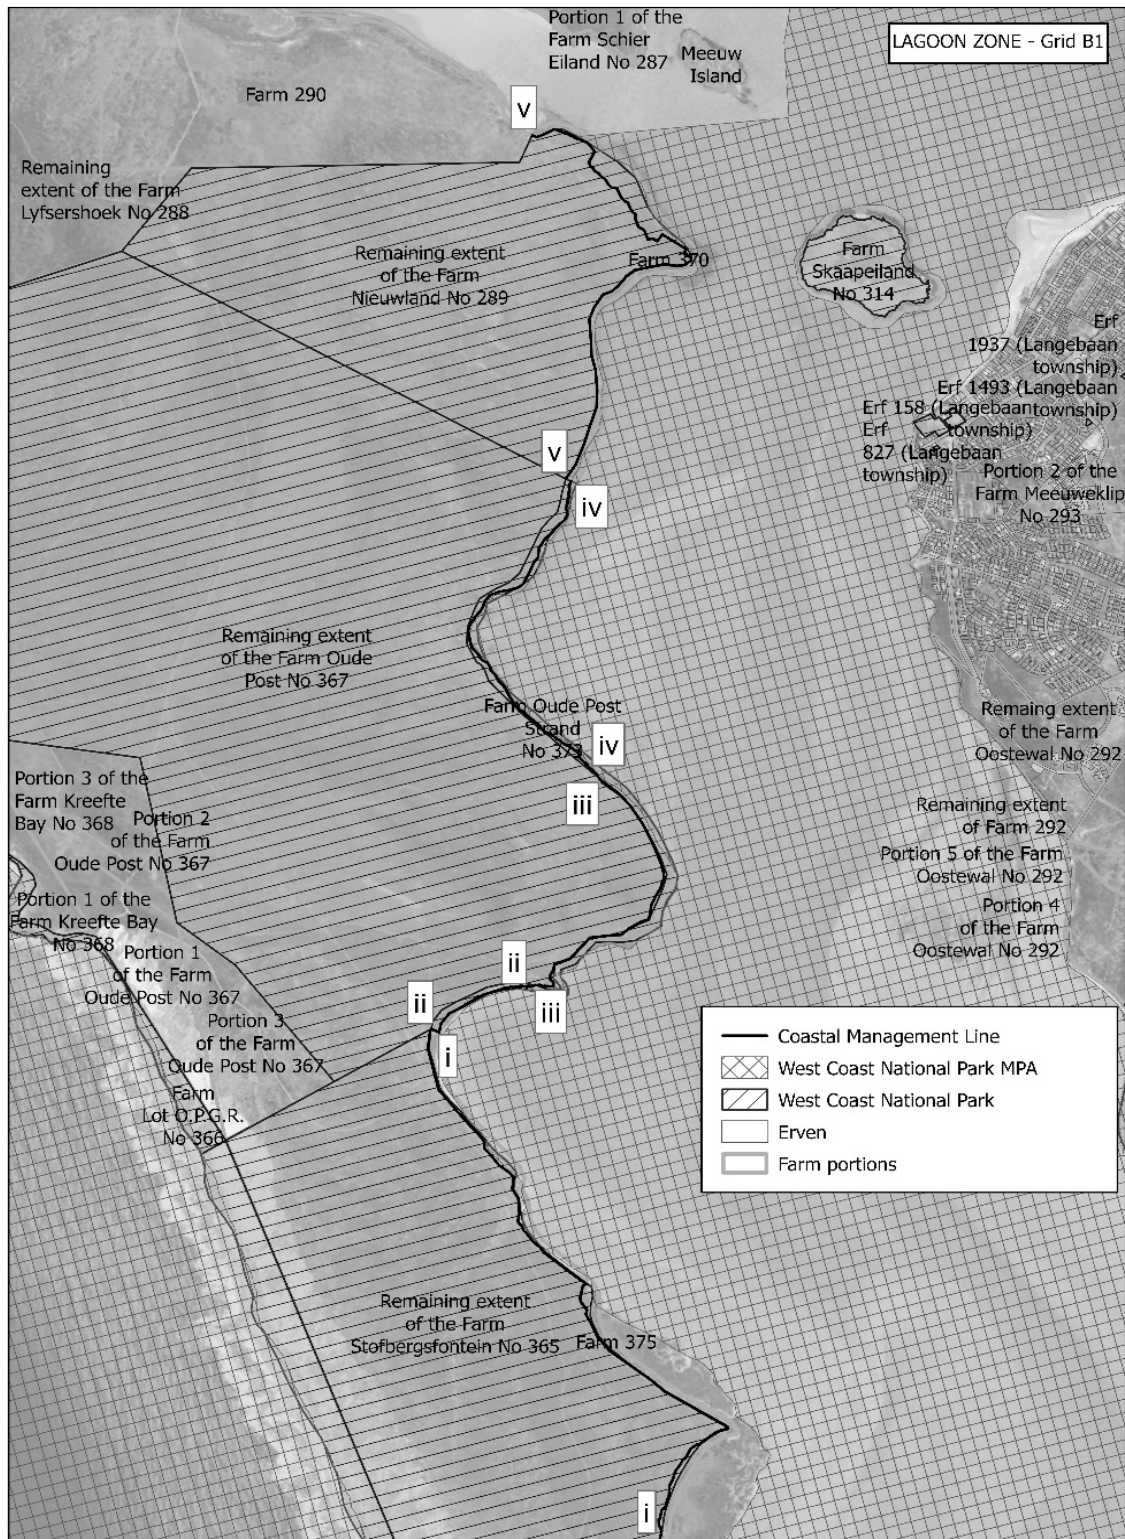 Portion 1 of the
Farm Schier
Eiland No 287
Meeuw
Island
LAGOON ZONE - Grid B1
Farm 290
v
Remaining
extent of the Farm
Lyfsershoek No 288
Remaining extent
of the Farm
Nieuwland No 289
Farm 370
Farm
Skaapeiland
No 314
Erf
1937 (Langebaan
township)
Erf 1493 (Langebaan
township)
Erf 158 (Langebaan
township)
Erf
827 (Langebaan
township)
Portion 2 of the
Farm Meeuweklip
No 293
v
iv
Remaining extent
of the Farm Oude
Post No 367
Farm Oude Post
Strand
No 373
iv
iii
Remaing extent
of the Farm
Oostewal No 292
Portion 3 of the
Farm Kreefte
Bay No 368
Portion 2
of the Farm
Oude Post No 367
Remaining extent
of Farm 292
Portion 5 of the Farm
Oostewal No 292
Portion 4
of the Farm
Oostewal No 292
Portion 1 of the
Farm Kreefte Bay
No 368
Portion 1
of the Farm
Oude Post No 367
ii
ii
iii
i
Portion 3
of the Farm
Oude Post No 367
Farm
Lot O.P.G.R.
No 366
Coastal Management Line
West Coast National Park MPA
West Coast National Park
Erven
Farm portions
Remaining extent
of the Farm
Stofbergsfontein No 365
Farm 375
i